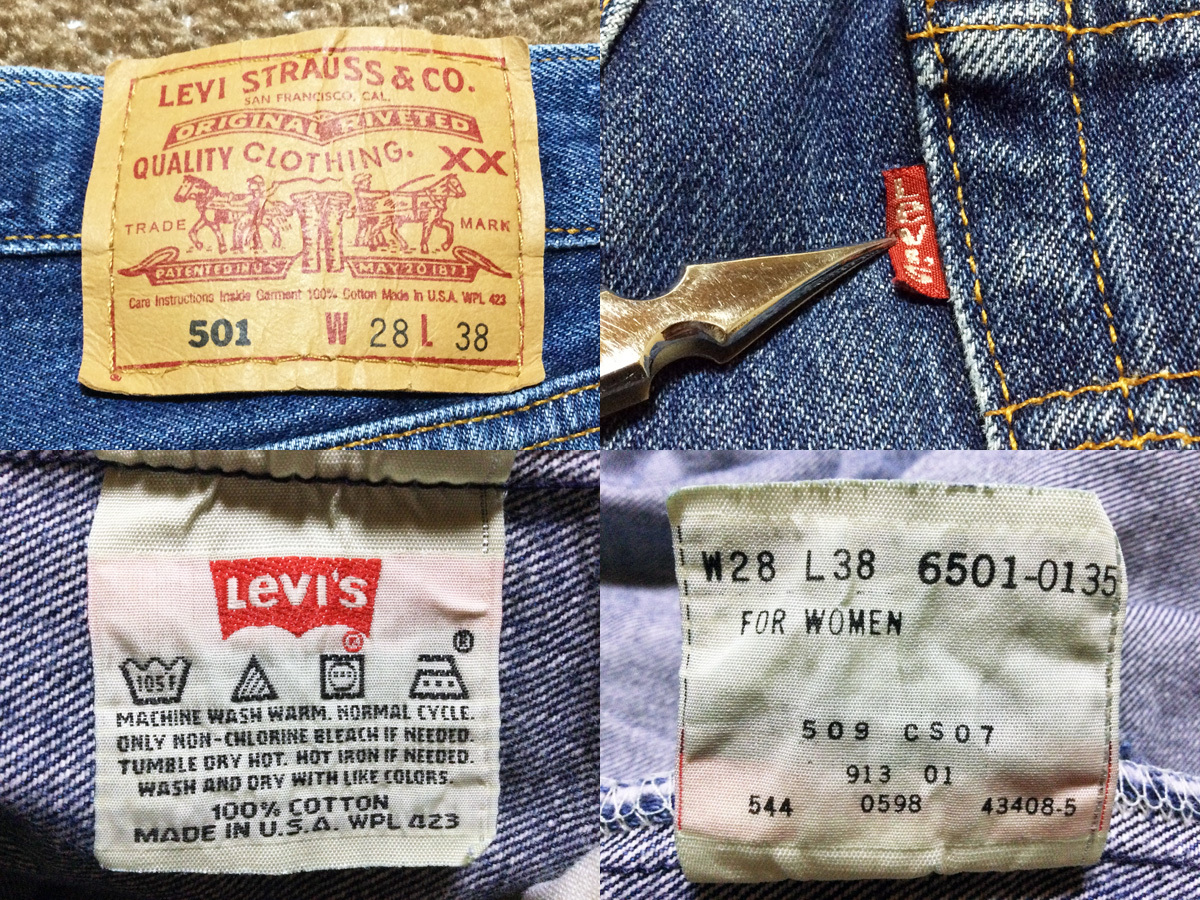 LEVI STRAUSS & CO.
SAN FRANCISCO, CAL.
ORIGINAL RIVETED
QUALITY CLOTHING. XX
TRADE MARK
PATENTED IN U.S. MAY 20 1873
Care Instructions Inside Garment 100% Cotton Made in U.S.A. WPL 423
501 W 28 L 38
®
LEVI'S
LEVI'S
®
105F
MACHINE WASH WARM. NORMAL CYCLE.
ONLY NON-CHLORINE BLEACH IF NEEDED.
TUMBLE DRY HOT. HOT IRON IF NEEDED.
WASH AND DRY WITH LIKE COLORS.
100% COTTON
MADE IN U.S.A. WPL 423
W28 L38 6501-0135
FOR WOMEN
509 CS07
913 01
544 0598 43408-5